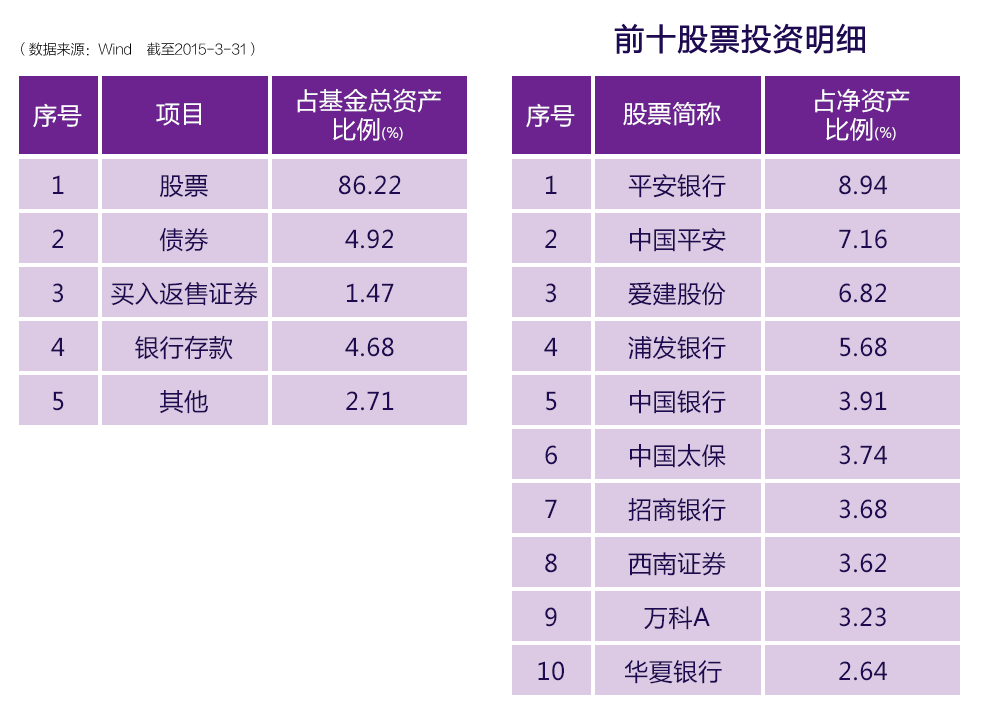 （数据来源：Wind 截至2015-3-31）
序号 项目 占基金总资产
比例(%)
1 股票 86.22
2 债券 4.92
3 买入返售证券 1.47
4 银行存款 4.68
5 其他 2.71
前十股票投资明细
序号 股票简称 占净资产
比例(%)
1 平安银行 8.94
2 中国平安 7.16
3 爱建股份 6.82
4 浦发银行 5.68
5 中国银行 3.91
6 中国太保 3.74
7 招商银行 3.68
8 西南证券 3.62
9 万科A 3.23
10 华夏银行 2.64